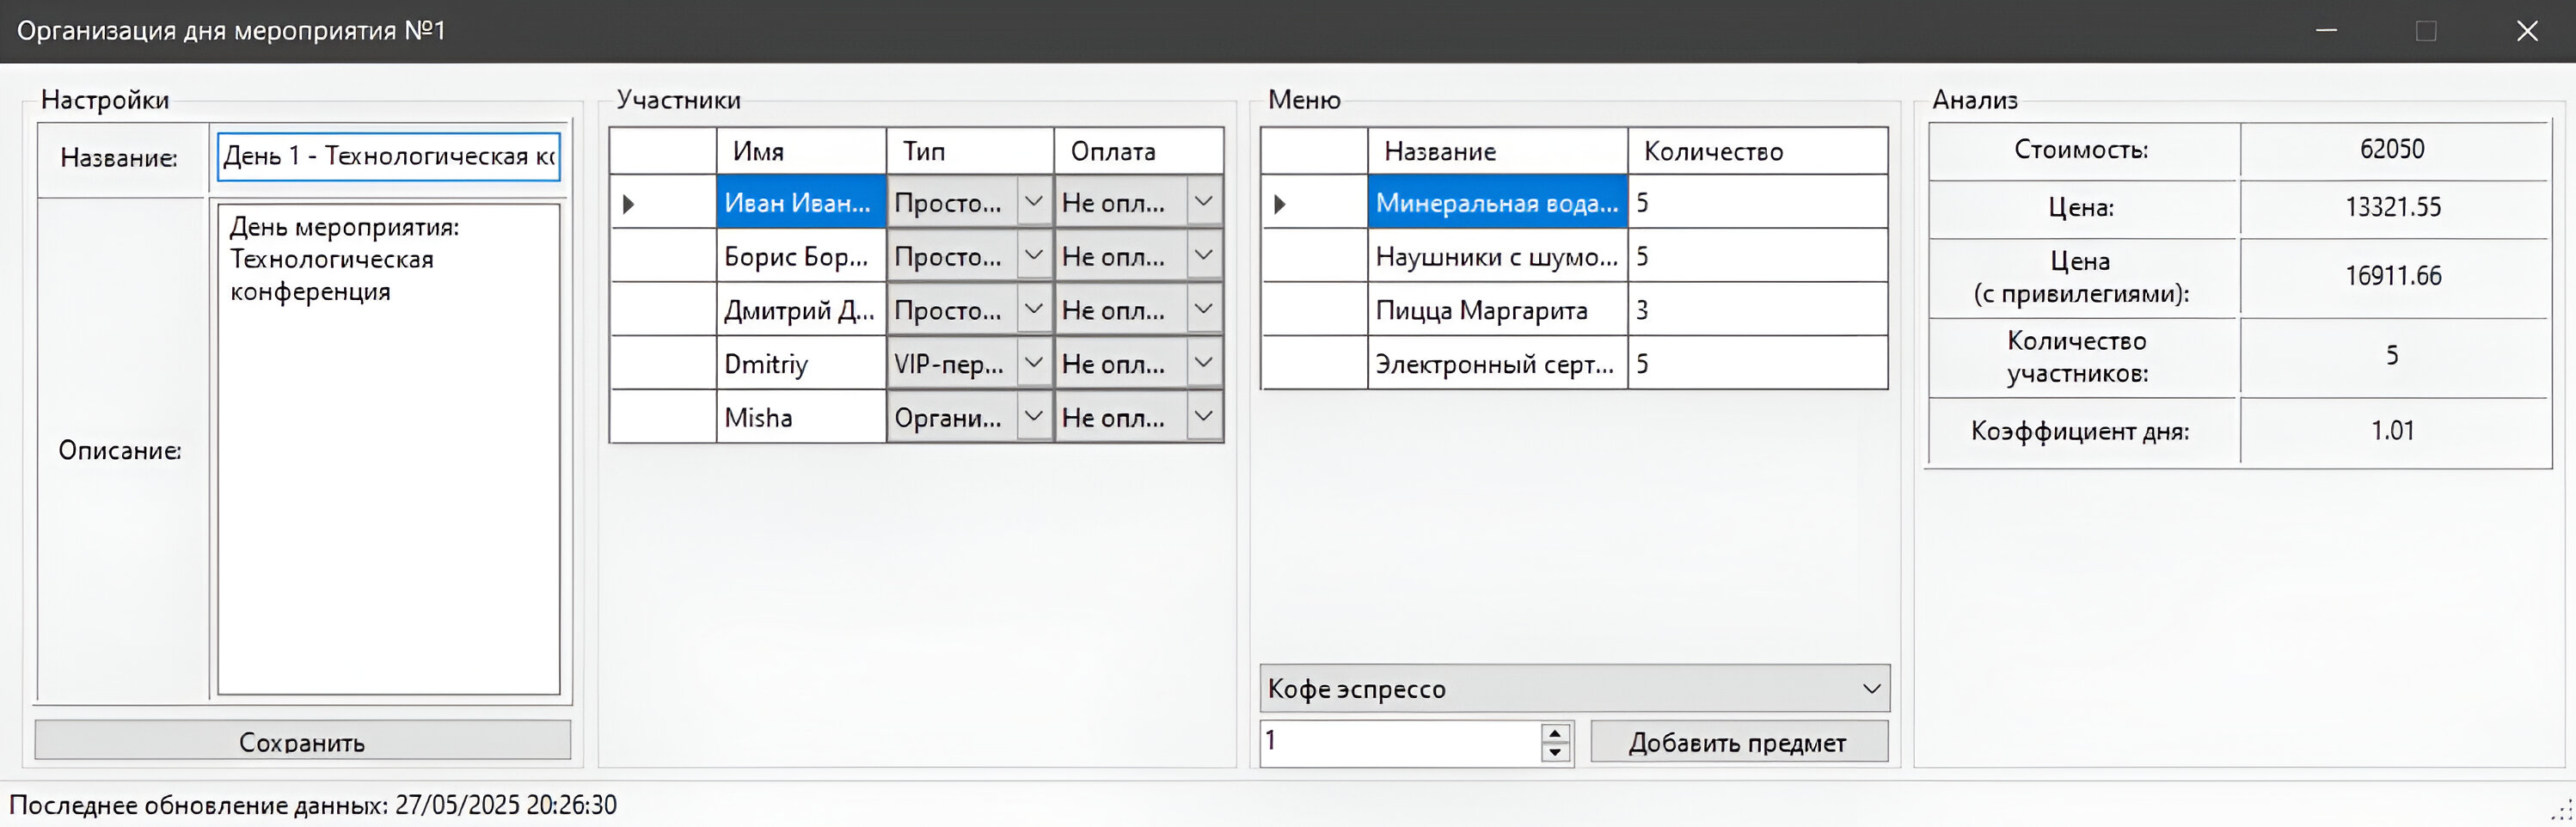 Организация дня мероприятия №1
Настройки
Название:
День 1 - Технологическая
Описание:
День мероприятия:
Технологическая
конференция
Сохранить
Участники
Имя Тип Оплата
Иван Иван... Просто... Не опл...
Борис Бор... Просто... Не опл...
Дмитрий Д... Просто... Не опл...
Dmitriy VIP-пер... Не опл...
Misha Органи... Не опл...
Меню
Название Количество
Минеральная вода... 5
Наушники с шумо... 5
Пицца Маргарита 3
Электронный серт... 5
Кофе эспрессо
1 Добавить предмет
Анализ
Стоимость: 62050
Цена: 13321.55
Цена
(с привилегиями): 16911.66
Количество
участников: 5
Коэффициент дня: 1.01
Последнее обновление данных: 27/05/2025 20:26:30